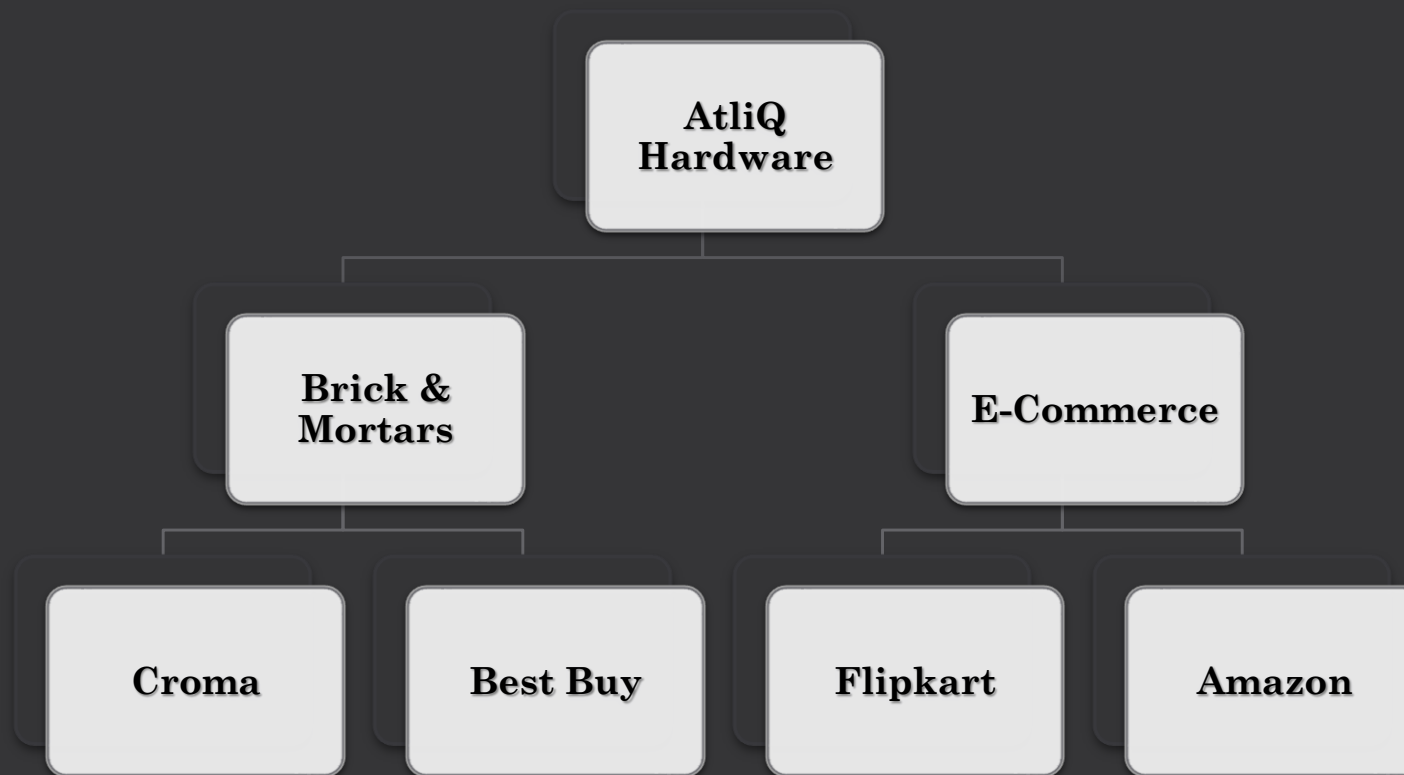 AtliQ
Hardware
Brick &
Mortars
E-Commerce
Croma
Best Buy
Flipkart
Amazon